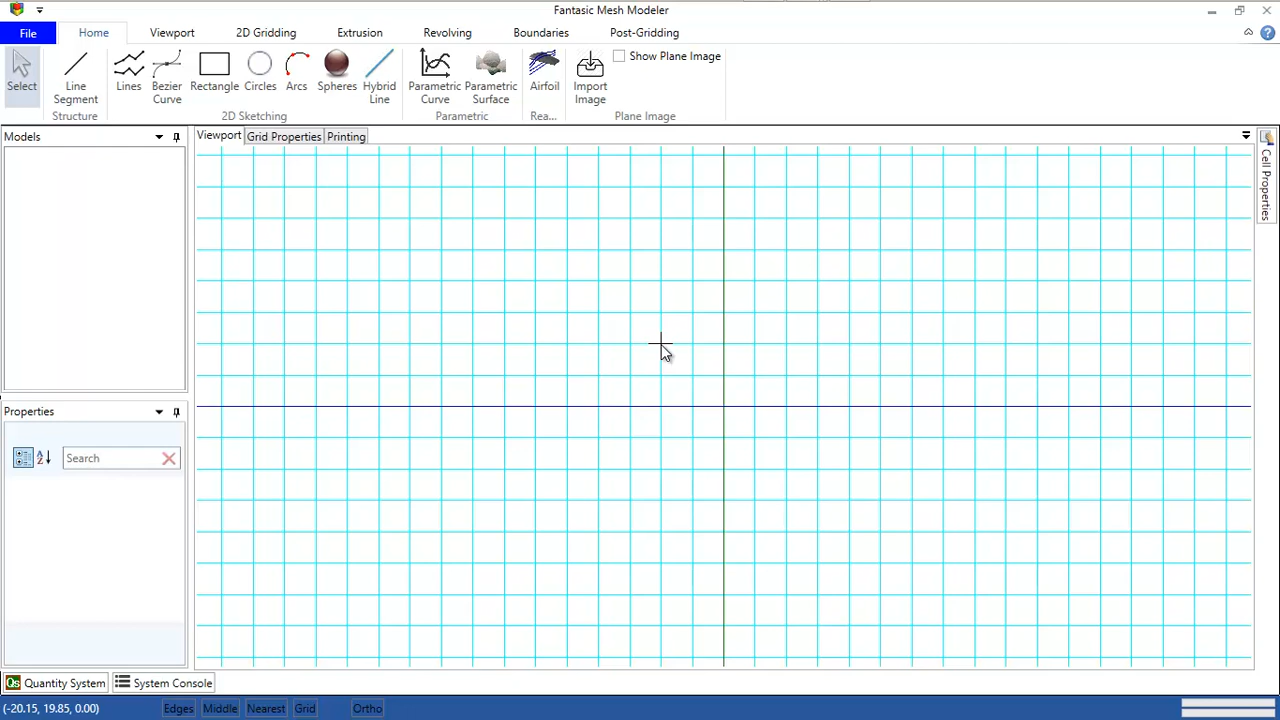 Fantasic Mesh Modeler
File Home Viewport 2D Gridding Extrusion Revolving Boundaries Post-Gridding
Select
Line Segment
Lines
Bezier Curve
Rectangle
Circles
Arcs
Spheres
Hybrid Line
Parametric Curve
Parametric Surface
Airfoil
Import Image
Show Plane Image
Structure 2D Sketching Parametric Rea... Plane Image
Models
Viewport Grid Properties Printing
Cell Properties
Properties
Search
Quantity System System Console
(-20.15, 19.85, 0.00) Edges Middle Nearest Grid Ortho